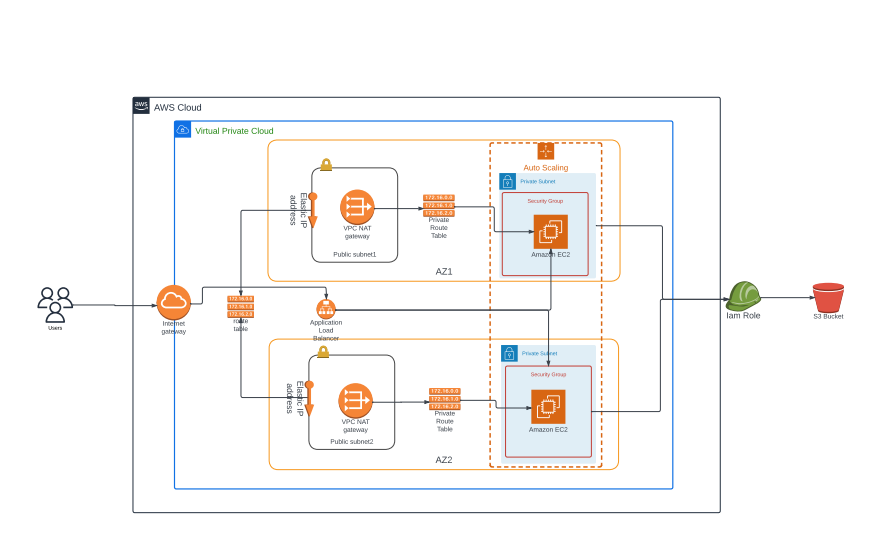 aws
AWS Cloud
Virtual Private Cloud
Auto Scaling
Private Subnet
Security Group
Amazon EC2
Elastic IP
address
VPC NAT
gateway
Public subnet1
172.16.0.0
172.16.1.0
172.16.2.0
Private
Route
Table
AZ1
Users
Internet
gateway
172.16.0.0
172.16.1.0
172.16.2.0
route
table
Application
Load
Balancer
Iam Role
S3 Bucket
Private Subnet
Security Group
Amazon EC2
Elastic IP
address
VPC NAT
gateway
Public subnet2
172.16.0.0
172.16.1.0
172.16.2.0
Private
Route
Table
AZ2